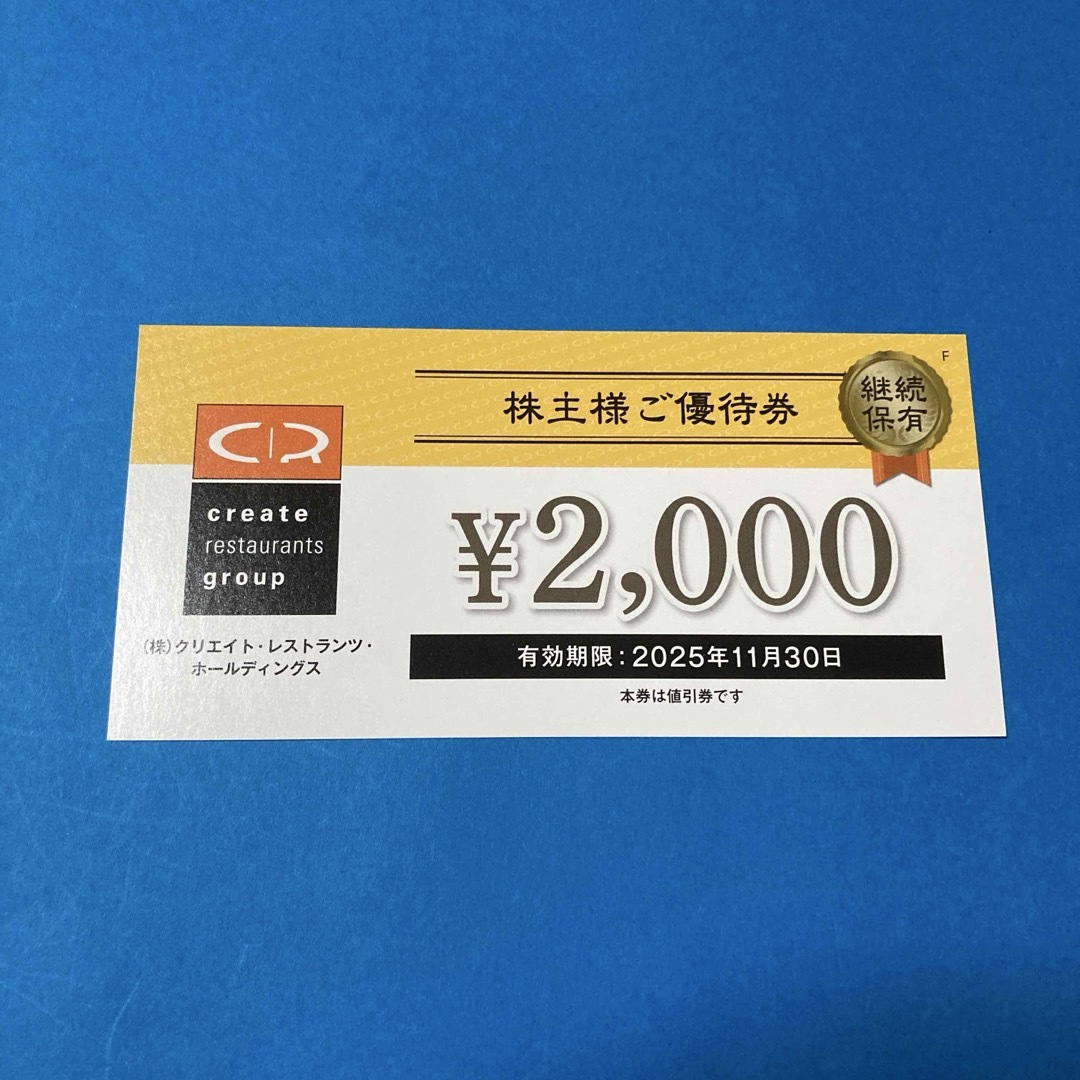 F
株主様ご優待券
継続
保有
CR
create
restaurants
group
¥2,000
(株)クリエイト・レストランツ・
ホールディングス
有効期限:2025年11月30日
本券は値引券です